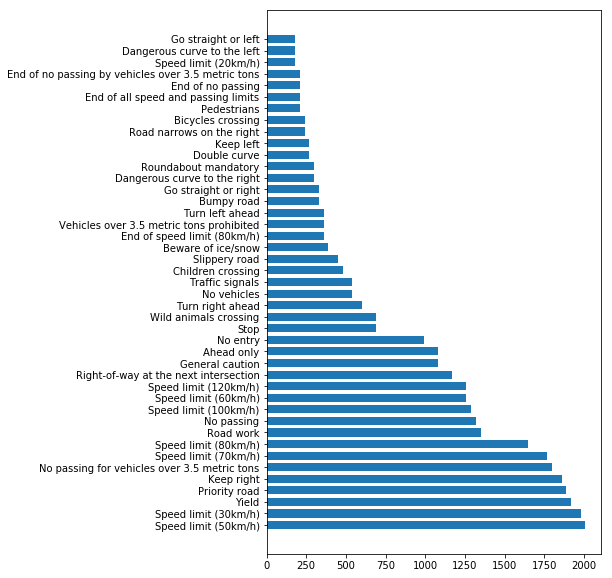 Go straight or left
Dangerous curve to the left
Speed limit (20km/h)
End of no passing by vehicles over 3.5 metric tons
End of no passing
End of all speed and passing limits
Pedestrians
Bicycles crossing
Road narrows on the right
Keep left
Double curve
Roundabout mandatory
Dangerous curve to the right
Go straight or right
Bumpy road
Turn left ahead
Vehicles over 3.5 metric tons prohibited
End of speed limit (80km/h)
Beware of ice/snow
Slippery road
Children crossing
Traffic signals
No vehicles
Turn right ahead
Wild animals crossing
Stop
No entry
Ahead only
General caution
Right-of-way at the next intersection
Speed limit (120km/h)
Speed limit (60km/h)
Speed limit (100km/h)
No passing
Road work
Speed limit (80km/h)
Speed limit (70km/h)
No passing for vehicles over 3.5 metric tons
Keep right
Priority road
Yield
Speed limit (30km/h)
Speed limit (50km/h)
0 250 500 750 1000 1250 1500 1750 2000